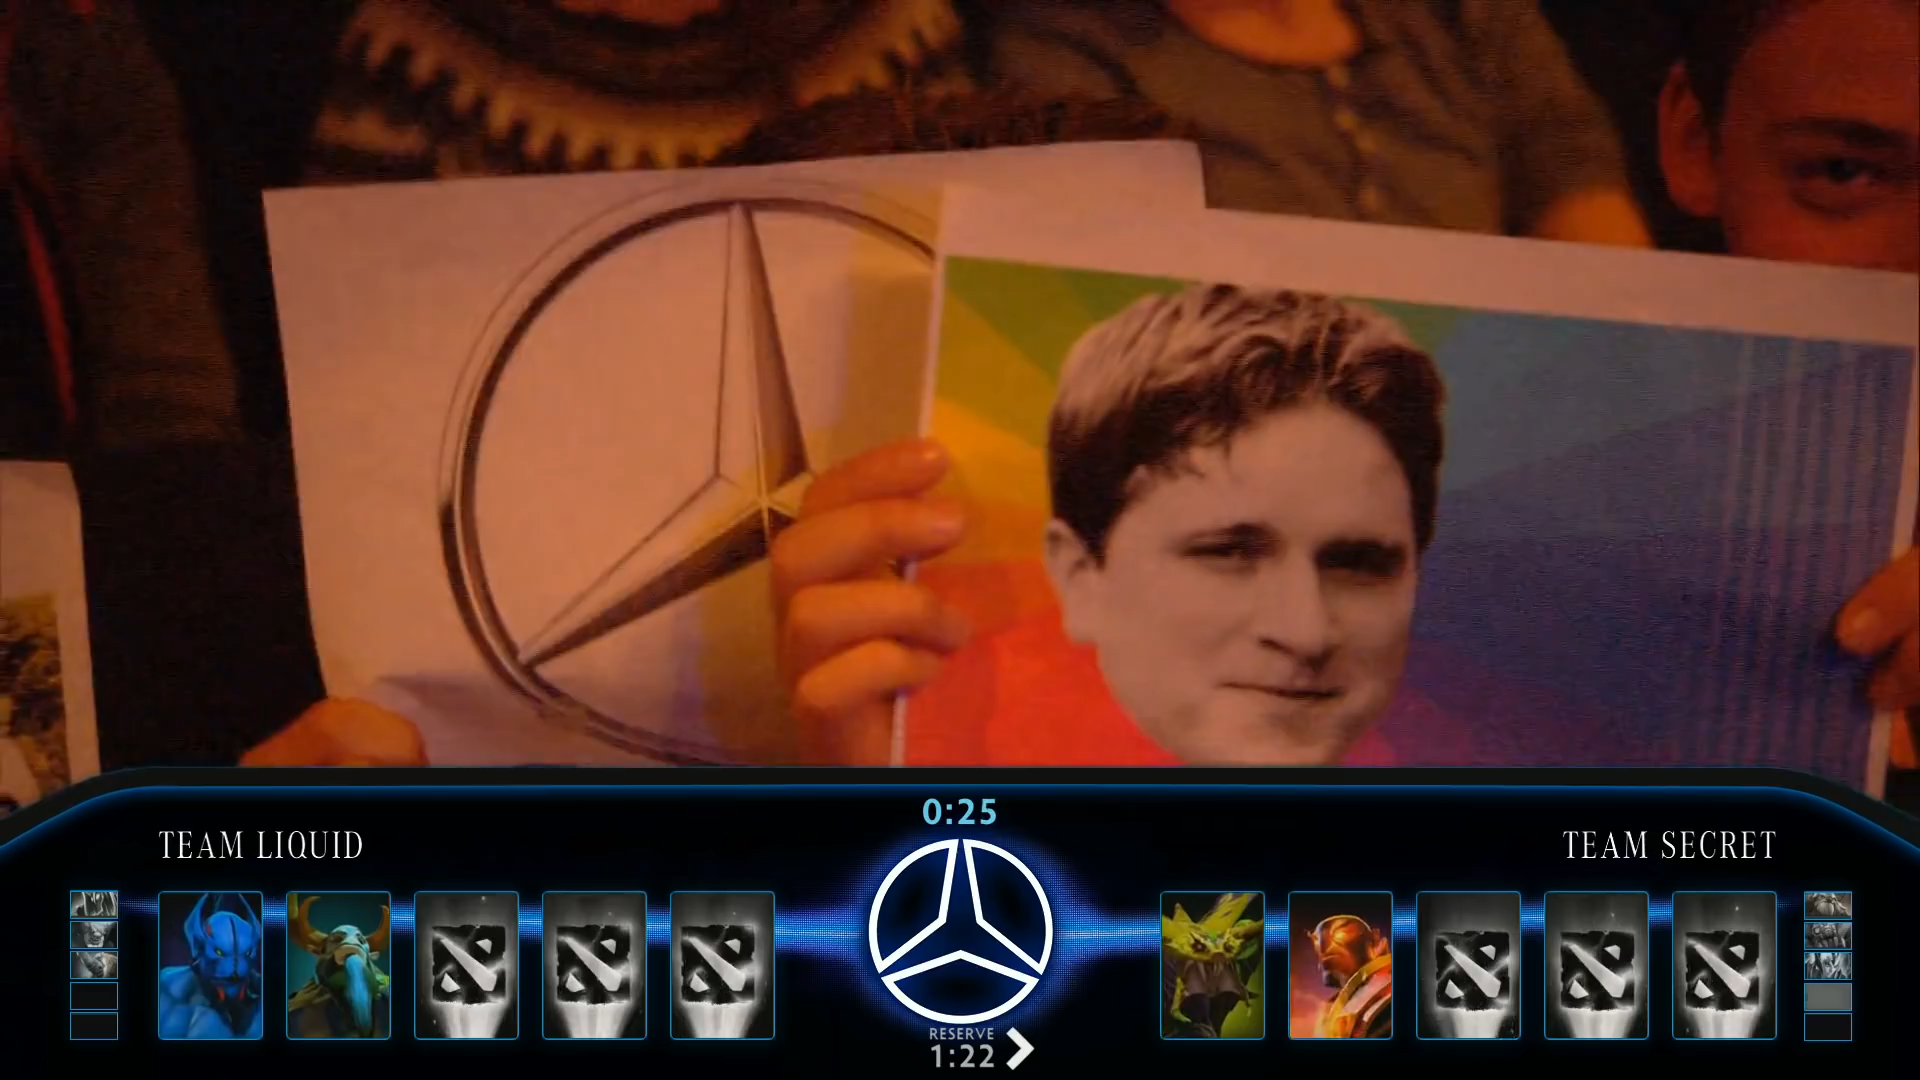 0:25
TEAM LIQUID
TEAM SECRET
RESERVE
1:22